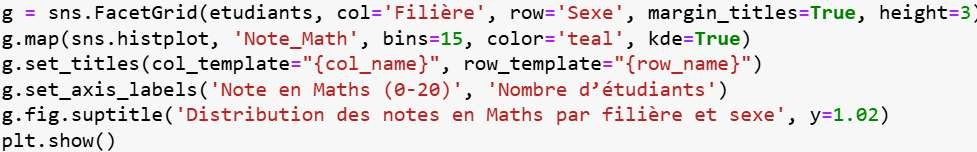 g = sns.FacetGrid(etudiants, col='Filière', row='Sexe', margin_titles=True, height=3)
g.map(sns.histplot, 'Note_Math', bins=15, color='teal', kde=True)
g.set_titles(col_template="{col_name}", row_template="{row_name}")
g.set_axis_labels('Note en Maths (0-20)', 'Nombre d’étudiants')
g.fig.suptitle('Distribution des notes en Maths par filière et sexe', y=1.02)
plt.show()